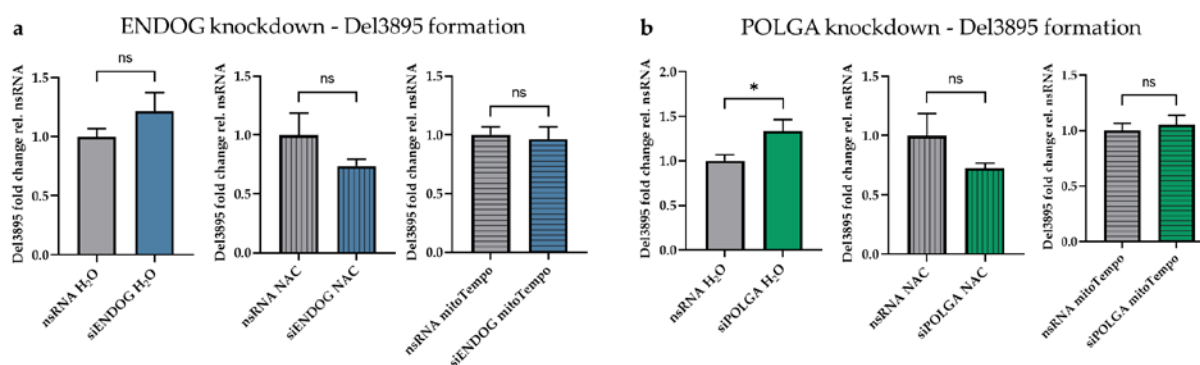 a
ENDOG knockdown - Del3895 formation
Del3895 fold change rel. nsRNA
1.5
1.0
0.5
0.0
ns
nsRNA H₂O
siENDOG H₂O
Del3895 fold change rel. nsRNA
1.5
1.0
0.5
0.0
ns
nsRNA NAC
siENDOG NAC
Del3895 fold change rel. nsRNA
1.5
1.0
0.5
0.0
ns
nsRNA mitoTempo
siENDOG mitoTempo
b
POLGA knockdown - Del3895 formation
Del3895 fold change rel. nsRNA
2.0
1.5
1.0
0.5
0.0
*
nsRNA H₂O
siPOLGA H₂O
Del3895 fold change rel. nsRNA
1.5
1.0
0.5
0.0
ns
nsRNA NAC
siPOLGA NAC
Del3895 fold change rel. nsRNA
1.5
1.0
0.5
0.0
ns
nsRNA mitoTempo
siPOLGA mitoTempo